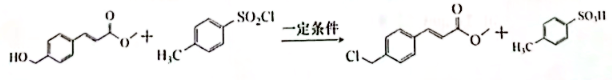 HO O O + SO₂Cl H₃C 一定条件 Cl O O + SO₃H H₃C